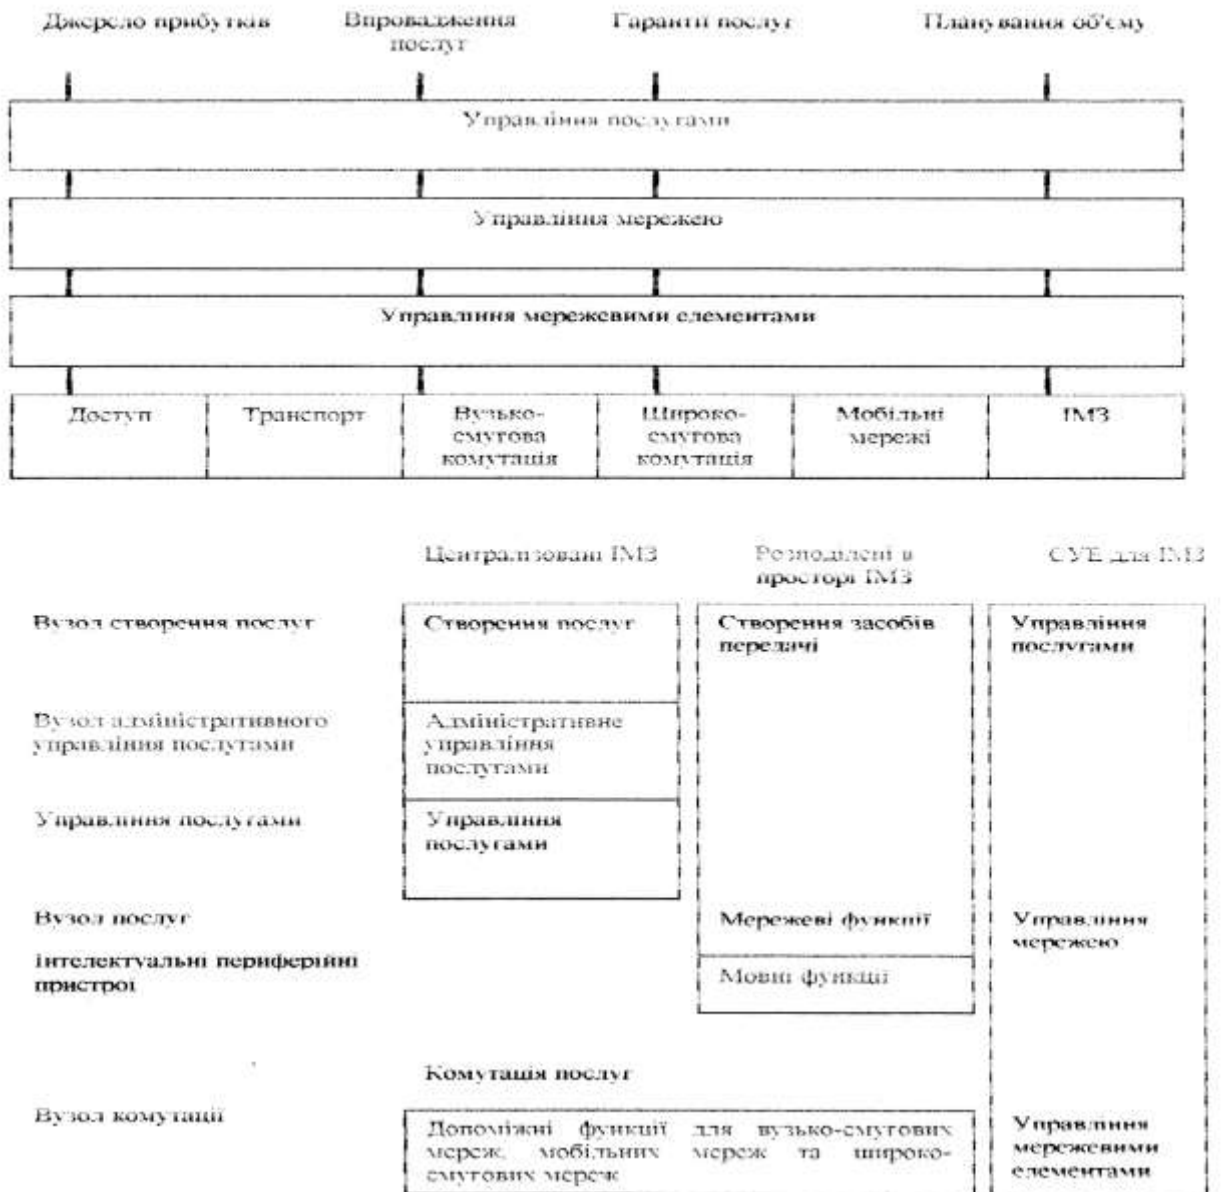 Джерело прибутків
Впровадження
послуг
Гарантії послуг
Планування об'єму
Управління послугами
Управління мережею
Управління мережевими елементами
Доступ
Транспорт
Вузько-
смугова
комутація
Широко-
смугова
комутація
Мобільні
мережі
ІМЗ
Централізовані ІМЗ
Розподілені в
просторі ІМЗ
СУЕ для ІМЗ
Вузол створення послуг
Створення послуг
Створення засобів
передачі
Управління
послугами
Вузол адміністративного
управління послугами
Адміністративне
управління
послугами
Управління послугами
Управління
послугами
Вузол послуг
Мережеві функції
Управління
мережею
Інтелектуальні периферійні
пристрої
Мовні функції
Комутація послуг
Вузол комутації
Допоміжні функції для вузько-смугових
мереж, мобільних мереж та широко-
смугових мереж
Управління
мережевими
елементами